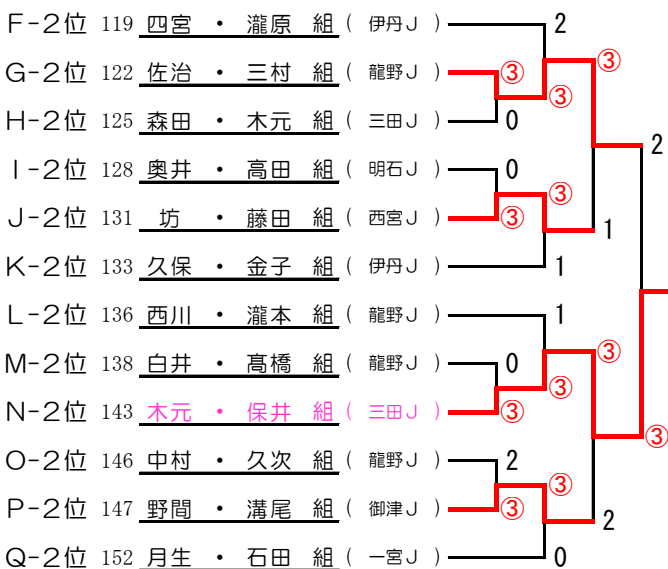 F-2位 119 四宮 ・ 瀧原 組 ( 伊丹J ) 2
③
G-2位 122 佐治 ・ 三村 組 ( 龍野J ) ③
③
H-2位 125 森田 ・ 木元 組 ( 三田J ) 0
2
I-2位 128 奥井 ・ 高田 組 ( 明石J ) 0
③
J-2位 131 坊 ・ 藤田 組 ( 西宮J ) ③
1
K-2位 133 久保 ・ 金子 組 ( 伊丹J ) 1
L-2位 136 西川 ・ 瀧本 組 ( 龍野J ) 1
③
M-2位 138 白井 ・ 髙橋 組 ( 龍野J ) 0
③
N-2位 143 木元 ・ 保井 組 ( 三田J ) ③
③
O-2位 146 中村 ・ 久次 組 ( 龍野J ) 2
③
P-2位 147 野間 ・ 溝尾 組 ( 御津J ) ③
2
Q-2位 152 月生 ・ 石田 組 ( 一宮J ) 0